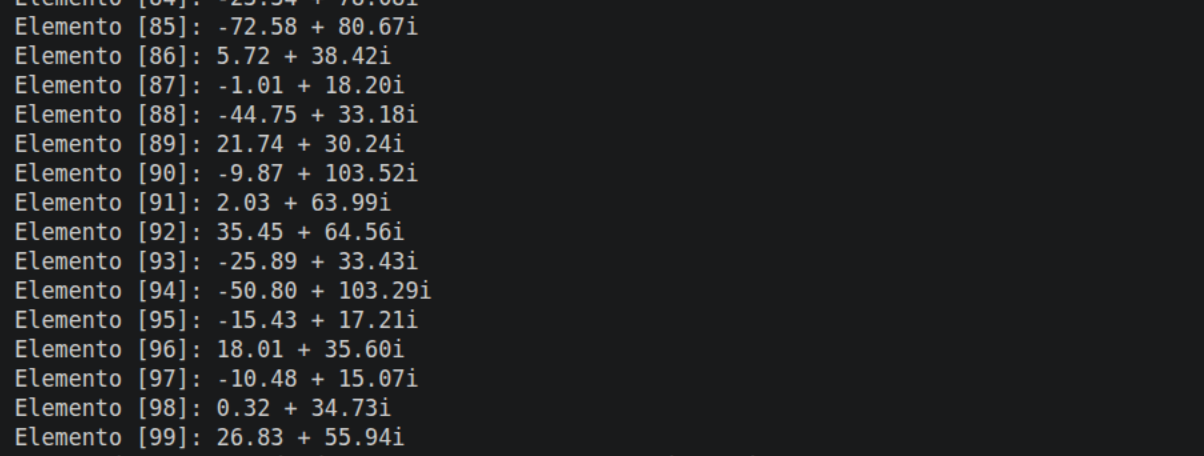 Elemento [85]: -72.58 + 80.67i
Elemento [86]: 5.72 + 38.42i
Elemento [87]: -1.01 + 18.20i
Elemento [88]: -44.75 + 33.18i
Elemento [89]: 21.74 + 30.24i
Elemento [90]: -9.87 + 103.52i
Elemento [91]: 2.03 + 63.99i
Elemento [92]: 35.45 + 64.56i
Elemento [93]: -25.89 + 33.43i
Elemento [94]: -50.80 + 103.29i
Elemento [95]: -15.43 + 17.21i
Elemento [96]: 18.01 + 35.60i
Elemento [97]: -10.48 + 15.07i
Elemento [98]: 0.32 + 34.73i
Elemento [99]: 26.83 + 55.94i